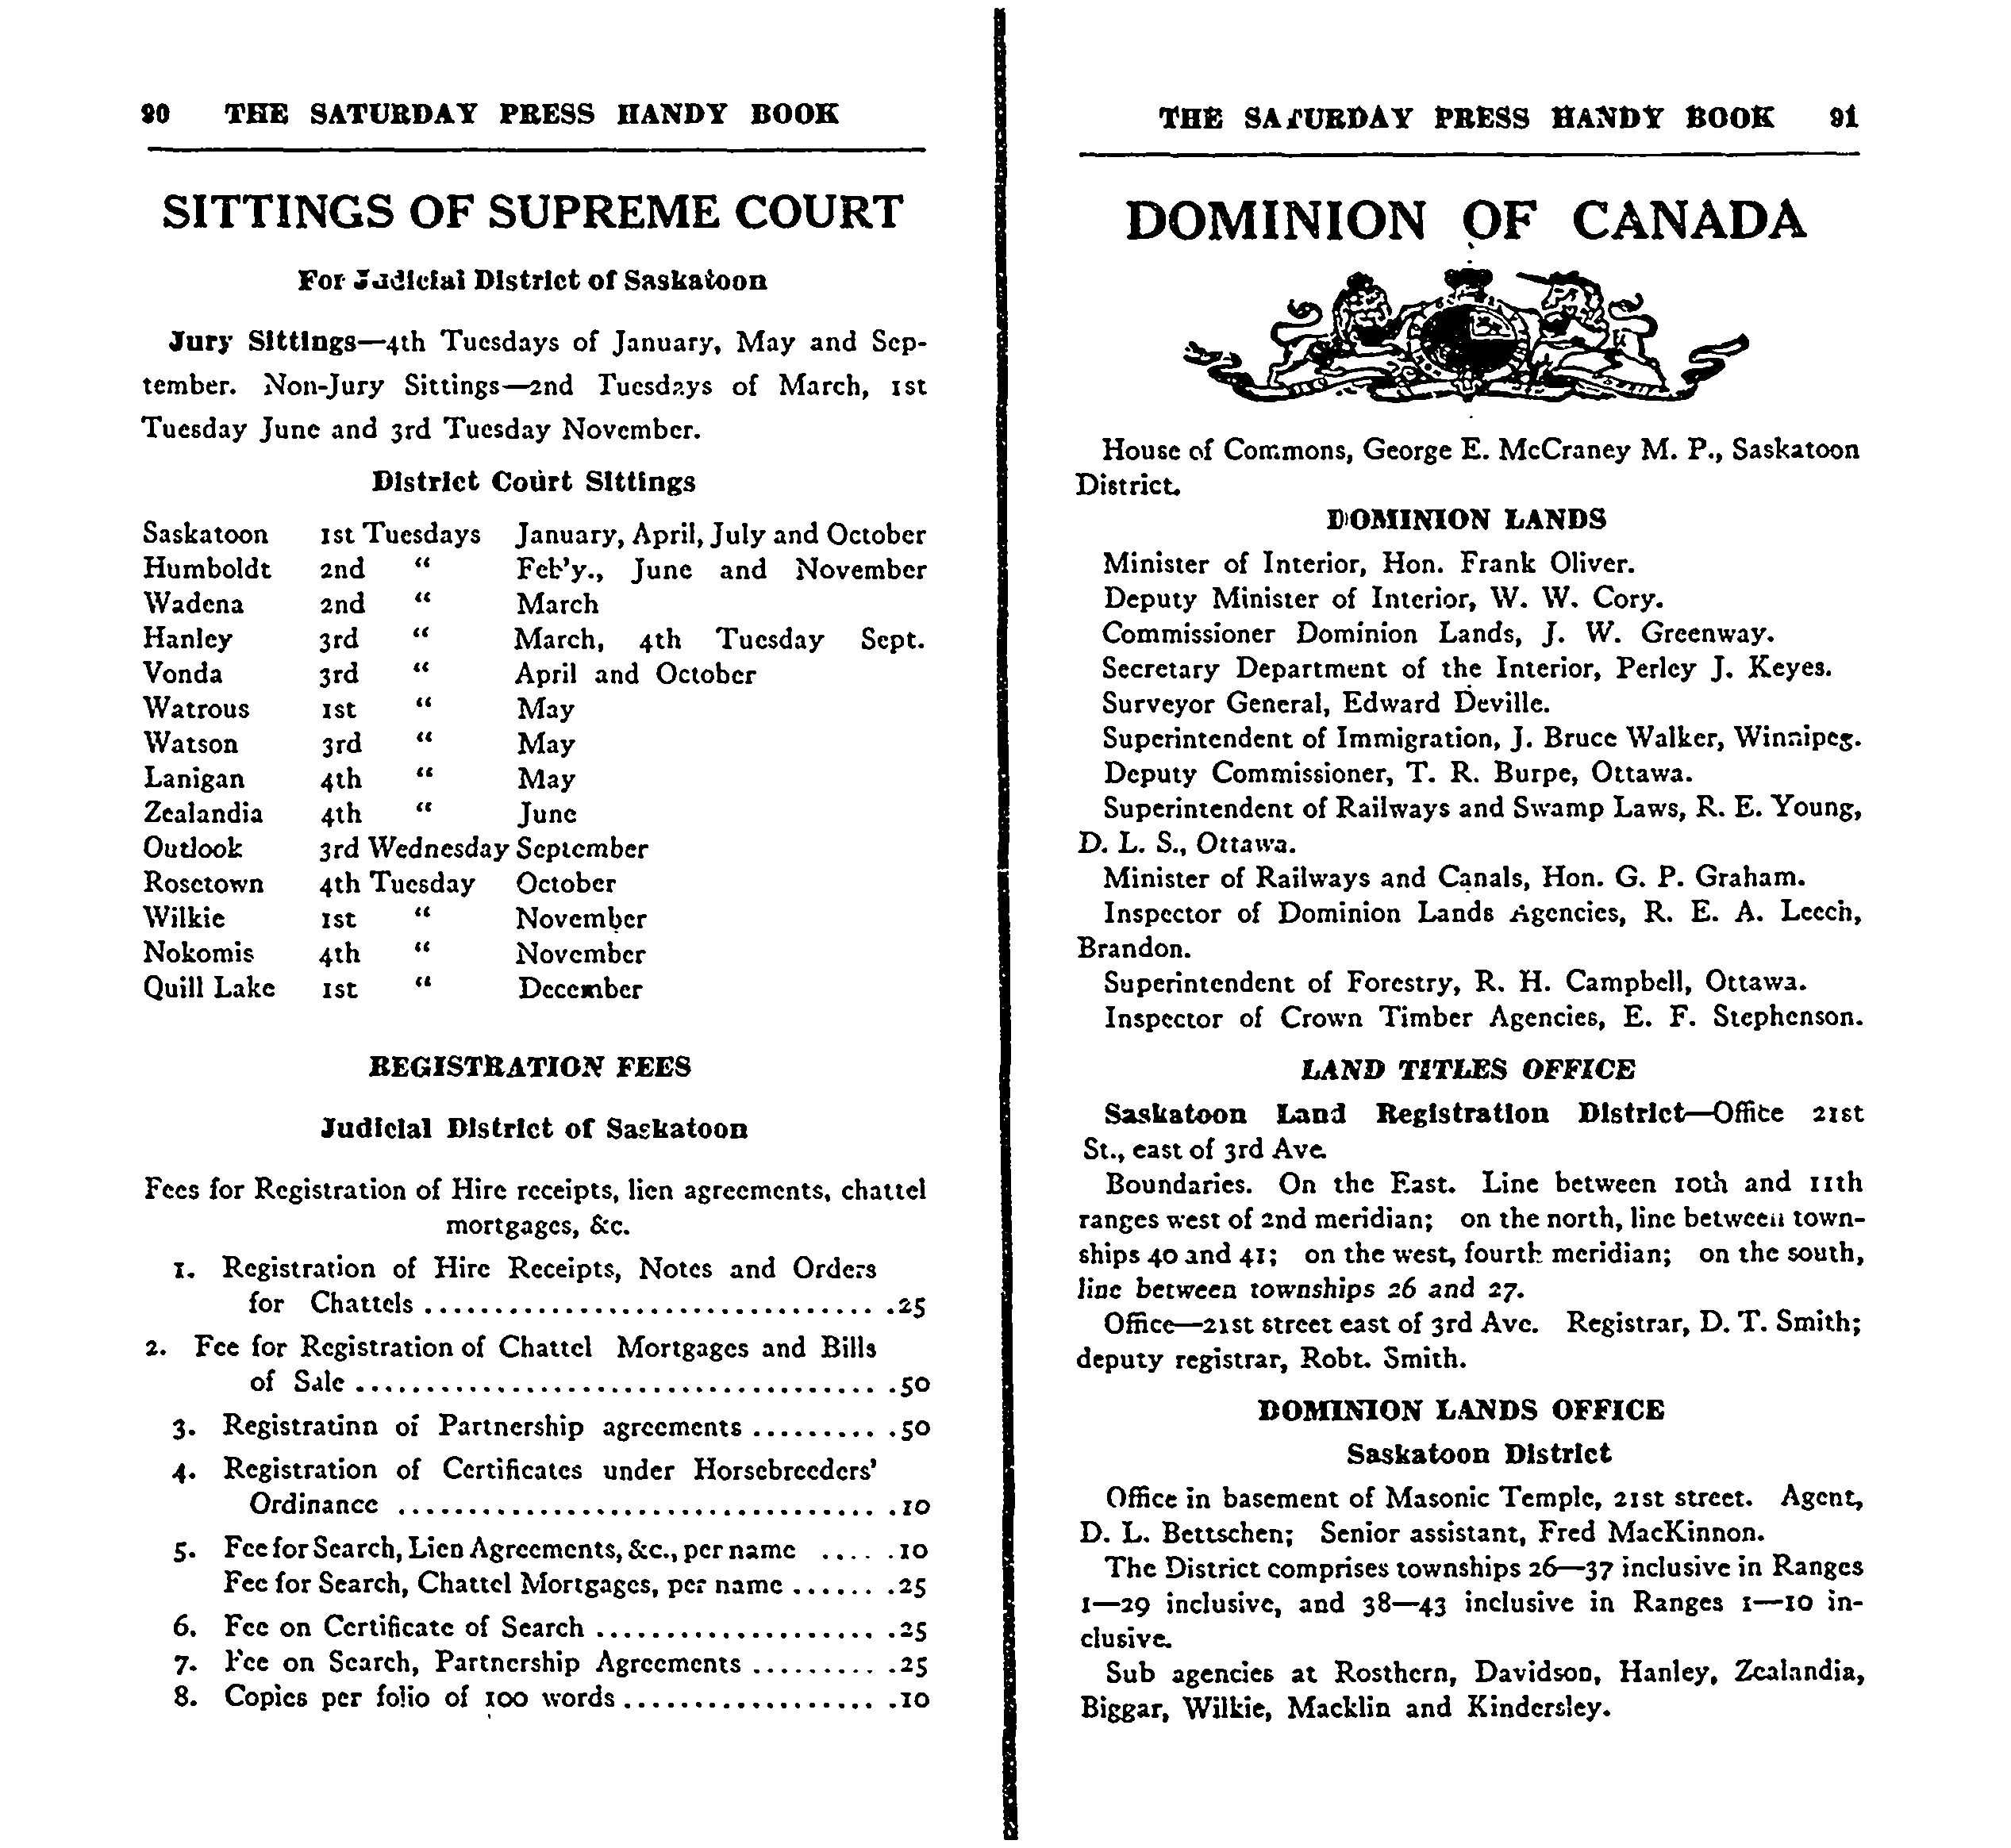 90 THE SATURDAY PRESS HANDY BOOK
SITTINGS OF SUPREME COURT
For Judicial District of Saskatoon
Jury Sittings—4th Tuesdays of January, May and Sep-
tember. Non-Jury Sittings—2nd Tuesdays of March, 1st
Tuesday June and 3rd Tuesday November.
District Court Sittings
Saskatoon 1st Tuesdays January, April, July and October
Humboldt 2nd “ Feb'y., June and November
Wadena 2nd “ March
Hanley 3rd “ March, 4th Tuesday Sept.
Vonda 3rd “ April and October
Watrous 1st “ May
Watson 3rd “ May
Lanigan 4th “ May
Zealandia 4th “ June
Outlook 3rd Wednesday September
Rosetown 4th Tuesday October
Wilkie 1st “ November
Nokomis 4th “ November
Quill Lake 1st “ December
REGISTRATION FEES
Judicial District of Saskatoon
Fees for Registration of Hire receipts, lien agreements, chattel
mortgages, &c.
1. Registration of Hire Receipts, Notes and Orders
for Chattels ................................ .25
2. Fee for Registration of Chattel Mortgages and Bills
of Sale ..................................... .50
3. Registratinn of Partnership agreements ......... .50
4. Registration of Certificates under Horsebreeders'
Ordinance .................................. .10
5. Fee for Search, Lien Agreements, &c., per name ..... .10
Fee for Search, Chattel Mortgages, per name ....... .25
6. Fee on Certificate of Search .................... .25
7. Fee on Search, Partnership Agreements .......... .25
8. Copies per folio of 100 words .................. .10
THE SATURDAY PRESS HANDY BOOK 91
DOMINION OF CANADA
House of Commons, George E. McCraney M. P., Saskatoon
District.
DOMINION LANDS
Minister of Interior, Hon. Frank Oliver.
Deputy Minister of Interior, W. W. Cory.
Commissioner Dominion Lands, J. W. Greenway.
Secretary Department of the Interior, Perley J. Keyes.
Surveyor General, Edward Deville.
Superintendent of Immigration, J. Bruce Walker, Winnipeg.
Deputy Commissioner, T. R. Burpe, Ottawa.
Superintendent of Railways and Swamp Laws, R. E. Young,
D. L. S., Ottawa.
Minister of Railways and Canals, Hon. G. P. Graham.
Inspector of Dominion Lands Agencies, R. E. A. Leech,
Brandon.
Superintendent of Forestry, R. H. Campbell, Ottawa.
Inspector of Crown Timber Agencies, E. F. Stephenson.
LAND TITLES OFFICE
Saskatoon Land Registration District—Office 21st
St., east of 3rd Ave.
Boundaries. On the East. Line between 10th and 11th
ranges west of 2nd meridian; on the north, line between town-
ships 40 and 41; on the west, fourth meridian; on the south,
line between townships 26 and 27.
Office—21st street east of 3rd Ave. Registrar, D. T. Smith;
deputy registrar, Robt. Smith.
DOMINION LANDS OFFICE
Saskatoon District
Office in basement of Masonic Temple, 21st street. Agent,
D. L. Bettschen; Senior assistant, Fred MacKinnon.
The District comprises townships 26—37 inclusive in Ranges
1—29 inclusive, and 38—43 inclusive in Ranges 1—10 in-
clusive.
Sub agencies at Rosthern, Davidson, Hanley, Zealandia,
Biggar, Wilkie, Macklin and Kindersley.